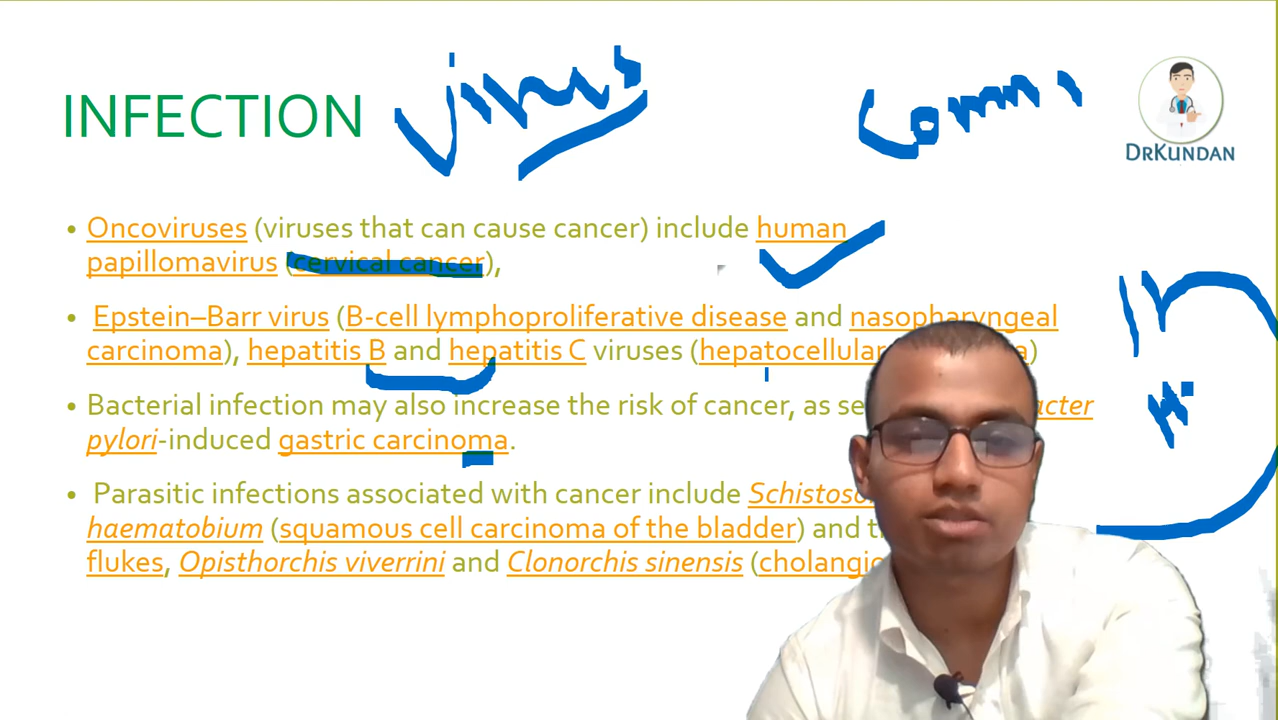 INFECTION
virus
Comm
DrKundan
• Oncoviruses (viruses that can cause cancer) include human
papillomavirus (cervical cancer),
• Epstein–Barr virus (B-cell lymphoproliferative disease and nasopharyngeal
carcinoma), hepatitis B and hepatitis C viruses (hepatocellular a)
• Bacterial infection may also increase the risk of cancer, as se acter
pylori-induced gastric carcinoma.
• Parasitic infections associated with cancer include Schistoso
haematobium (squamous cell carcinoma of the bladder) and t
flukes, Opisthorchis viverrini and Clonorchis sinensis (cholangio